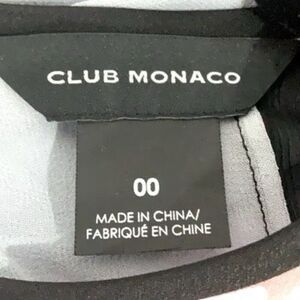 CLUB MONACO
00
MADE IN CHINA/
FABRIQUÉ EN CHINE